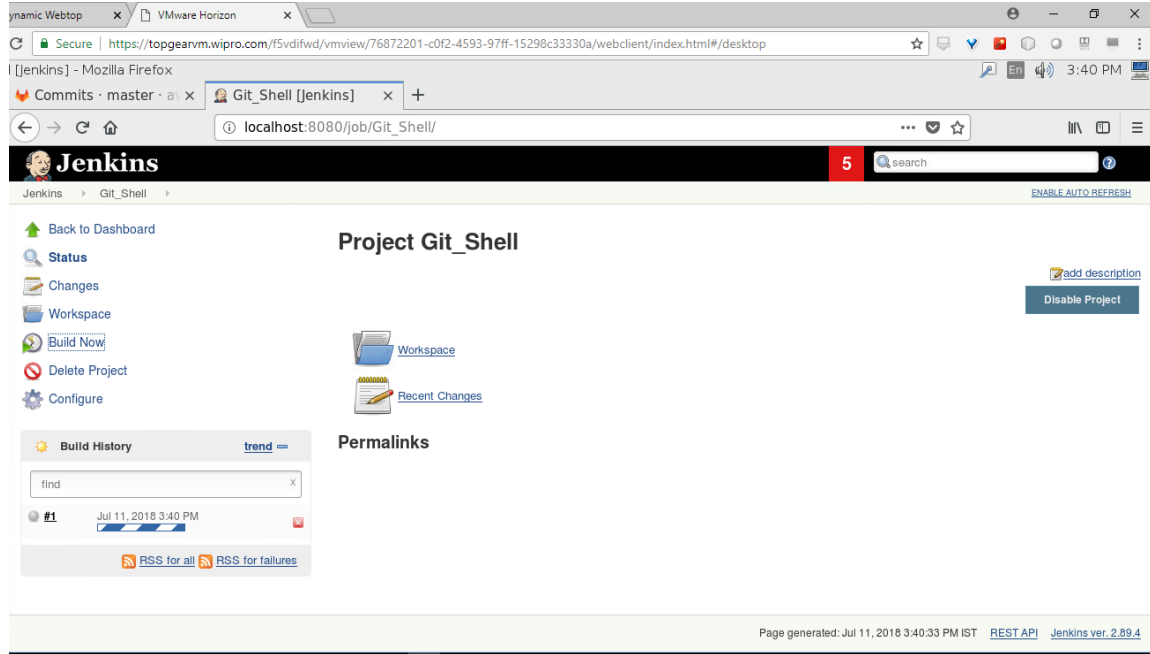 ynamic Webtop x VMware Horizon x
Secure | https://topgearvm.wipro.com/f5vdifwd/vmview/76872201-c0f2-4593-97ff-15298c33330a/webclient/index.html#/desktop
[Jenkins] - Mozilla Firefox En 3:40 PM
Commits · master · a x Git_Shell [Jenkins] x +
localhost:8080/job/Git_Shell/
Jenkins 5 search ?
Jenkins Git_Shell ENABLE AUTO REFRESH
Back to Dashboard
Project Git_Shell
Status
add description
Changes
Disable Project
Workspace
Build Now
Workspace
Delete Project
Configure
Recent Changes
Build History trend
Permalinks
find x
#1 Jul 11, 2018 3:40 PM
RSS for all RSS for failures
Page generated: Jul 11, 2018 3:40:33 PM IST REST API Jenkins ver. 2.89.4